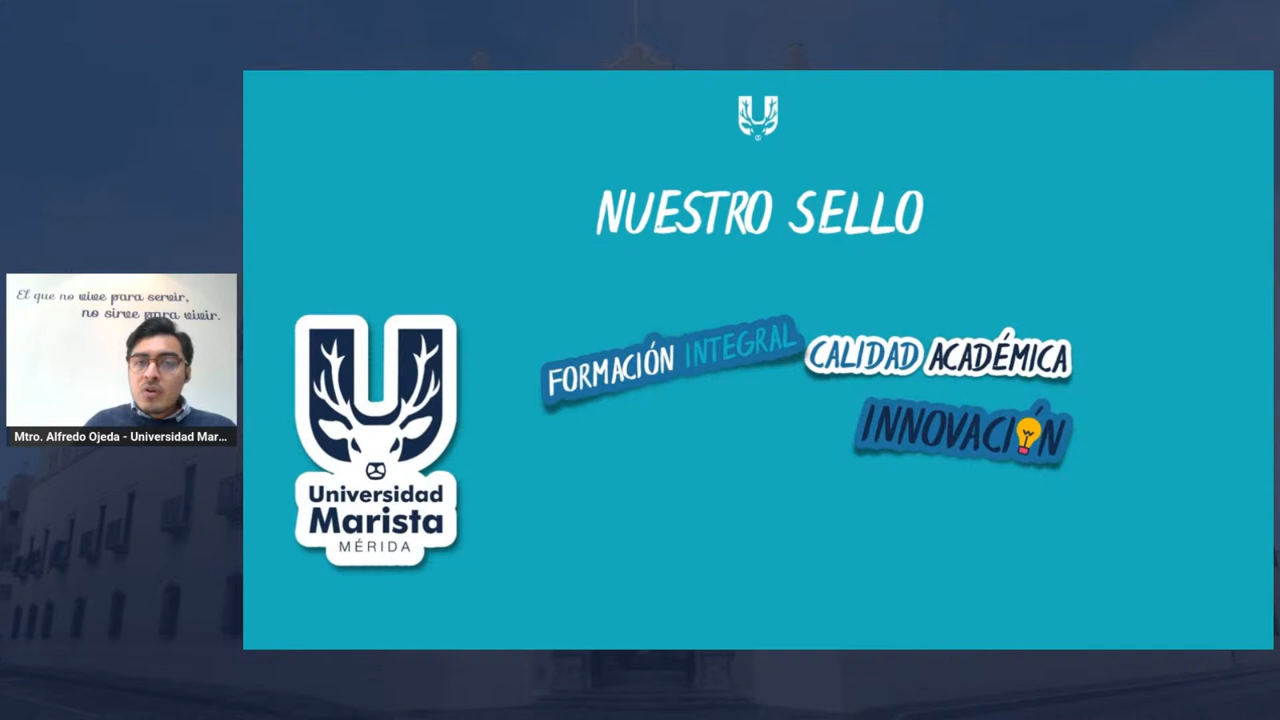 NUESTRO SELLO
El que no vive para servir,
no sirve para vivir.
Mtro. Alfredo Ojeda - Universidad Mar...
FORMACIÓN INTEGRAL
CALIDAD ACADÉMICA
INNOVACIÓN
Universidad
Marista
MÉRIDA